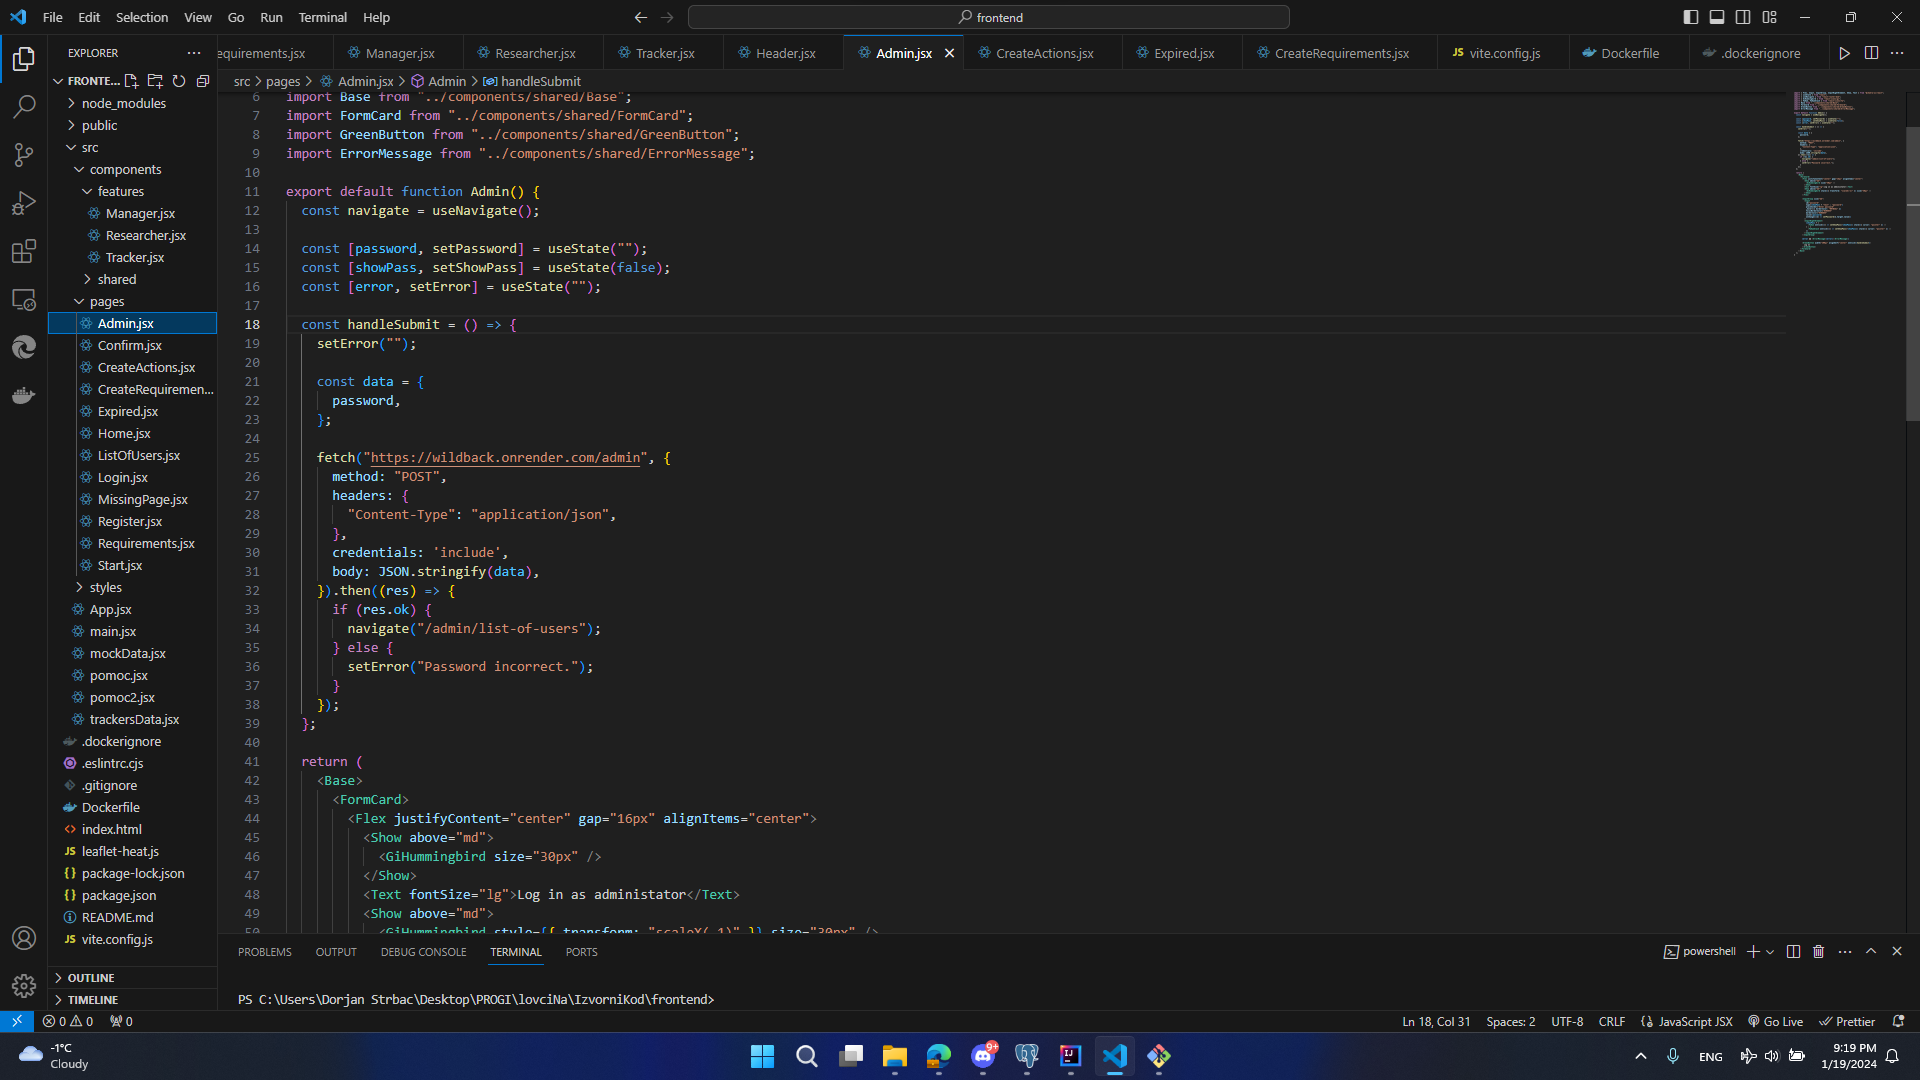 File Edit Selection View Go Run Terminal Help
frontend
EXPLORER
FRONTE...
node_modules
public
src
components
features
Manager.jsx
Researcher.jsx
Tracker.jsx
shared
pages
Admin.jsx
Confirm.jsx
CreateActions.jsx
CreateRequiremen...
Expired.jsx
Home.jsx
ListOfUsers.jsx
Login.jsx
MissingPage.jsx
Register.jsx
Requirements.jsx
Start.jsx
styles
App.jsx
main.jsx
mockData.jsx
pomoc.jsx
pomoc2.jsx
trackersData.jsx
.dockerignore
.eslintrc.cjs
.gitignore
Dockerfile
index.html
leaflet-heat.js
package-lock.json
package.json
README.md
vite.config.js
OUTLINE
TIMELINE
equirements.jsx Manager.jsx Researcher.jsx Tracker.jsx Header.jsx Admin.jsx CreateActions.jsx Expired.jsx CreateRequirements.jsx JS vite.config.js Dockerfile .dockerignore
src > pages > Admin.jsx > Admin > handleSubmit
6 import Base from "../components/shared/Base";
7 import FormCard from "../components/shared/FormCard";
8 import GreenButton from "../components/shared/GreenButton";
9 import ErrorMessage from "../components/shared/ErrorMessage";
10
11 export default function Admin() {
12 const navigate = useNavigate();
13
14 const [password, setPassword] = useState("");
15 const [showPass, setShowPass] = useState(false);
16 const [error, setError] = useState("");
17
18 const handleSubmit = () => {
19 setError("");
20
21 const data = {
22 password,
23 };
24
25 fetch("https://wildback.onrender.com/admin", {
26 method: "POST",
27 headers: {
28 "Content-Type": "application/json",
29 },
30 credentials: 'include',
31 body: JSON.stringify(data),
32 }).then((res) => {
33 if (res.ok) {
34 navigate("/admin/list-of-users");
35 } else {
36 setError("Password incorrect.");
37 }
38 });
39 };
40
41 return (
42 <Base>
43 <FormCard>
44 <Flex justifyContent="center" gap="16px" alignItems="center">
45 <Show above="md">
46 <GiHummingbird size="30px" />
47 </Show>
48 <Text fontSize="lg">Log in as administator</Text>
49 <Show above="md">
50 <GiHummingbird style={{ transform: "scaleX(-1)" }} size="30px" />
PROBLEMS OUTPUT DEBUG CONSOLE TERMINAL PORTS
powershell
PS C:\Users\Dorjan Strbac\Desktop\PROGI\lovciNa\IzvorniKod\frontend>
0 0 0
Ln 18, Col 31 Spaces: 2 UTF-8 CRLF JavaScript JSX Go Live Prettier
-1°C
Cloudy
9+
ENG
9:19 PM
1/19/2024